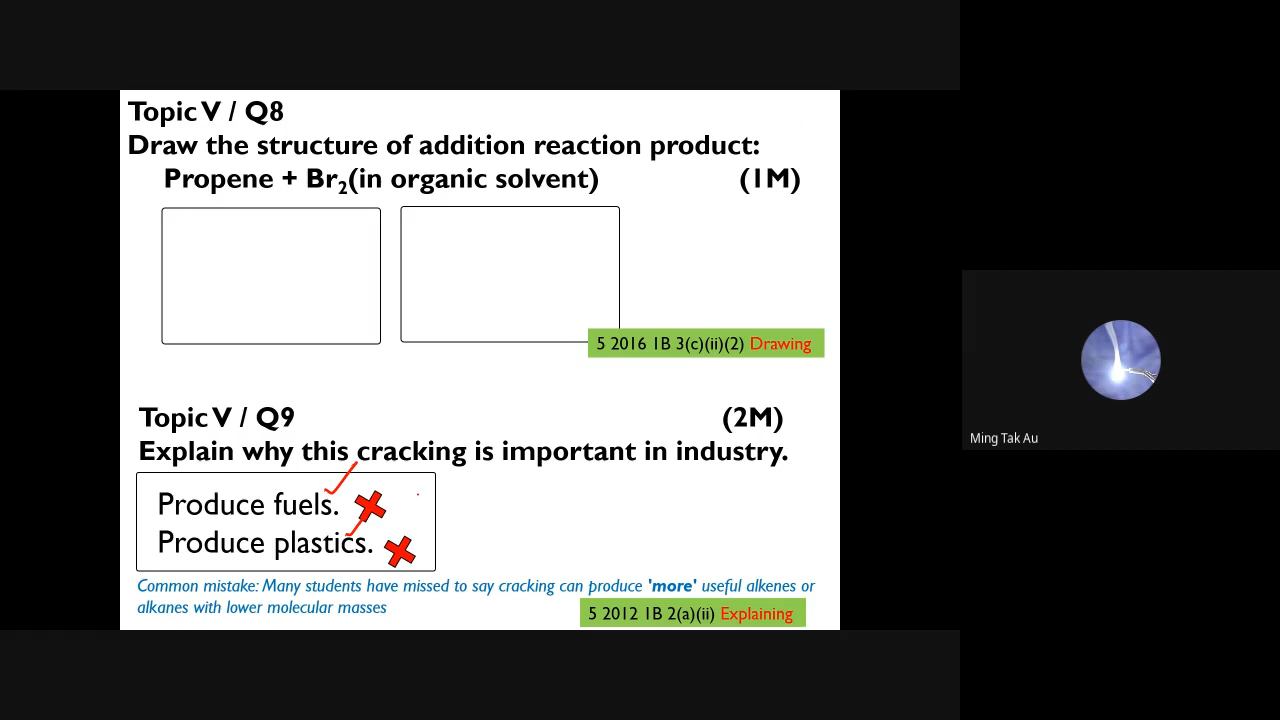 Topic V / Q8
Draw the structure of addition reaction product:
Propene + Br2(in organic solvent) (1M)
5 2016 1B 3(c)(ii)(2) Drawing
Topic V / Q9 (2M)
Explain why this cracking is important in industry.
Produce fuels.
Produce plastics.
Common mistake: Many students have missed to say cracking can produce 'more' useful alkenes or
alkanes with lower molecular masses
5 2012 1B 2(a)(ii) Explaining
Ming Tak Au